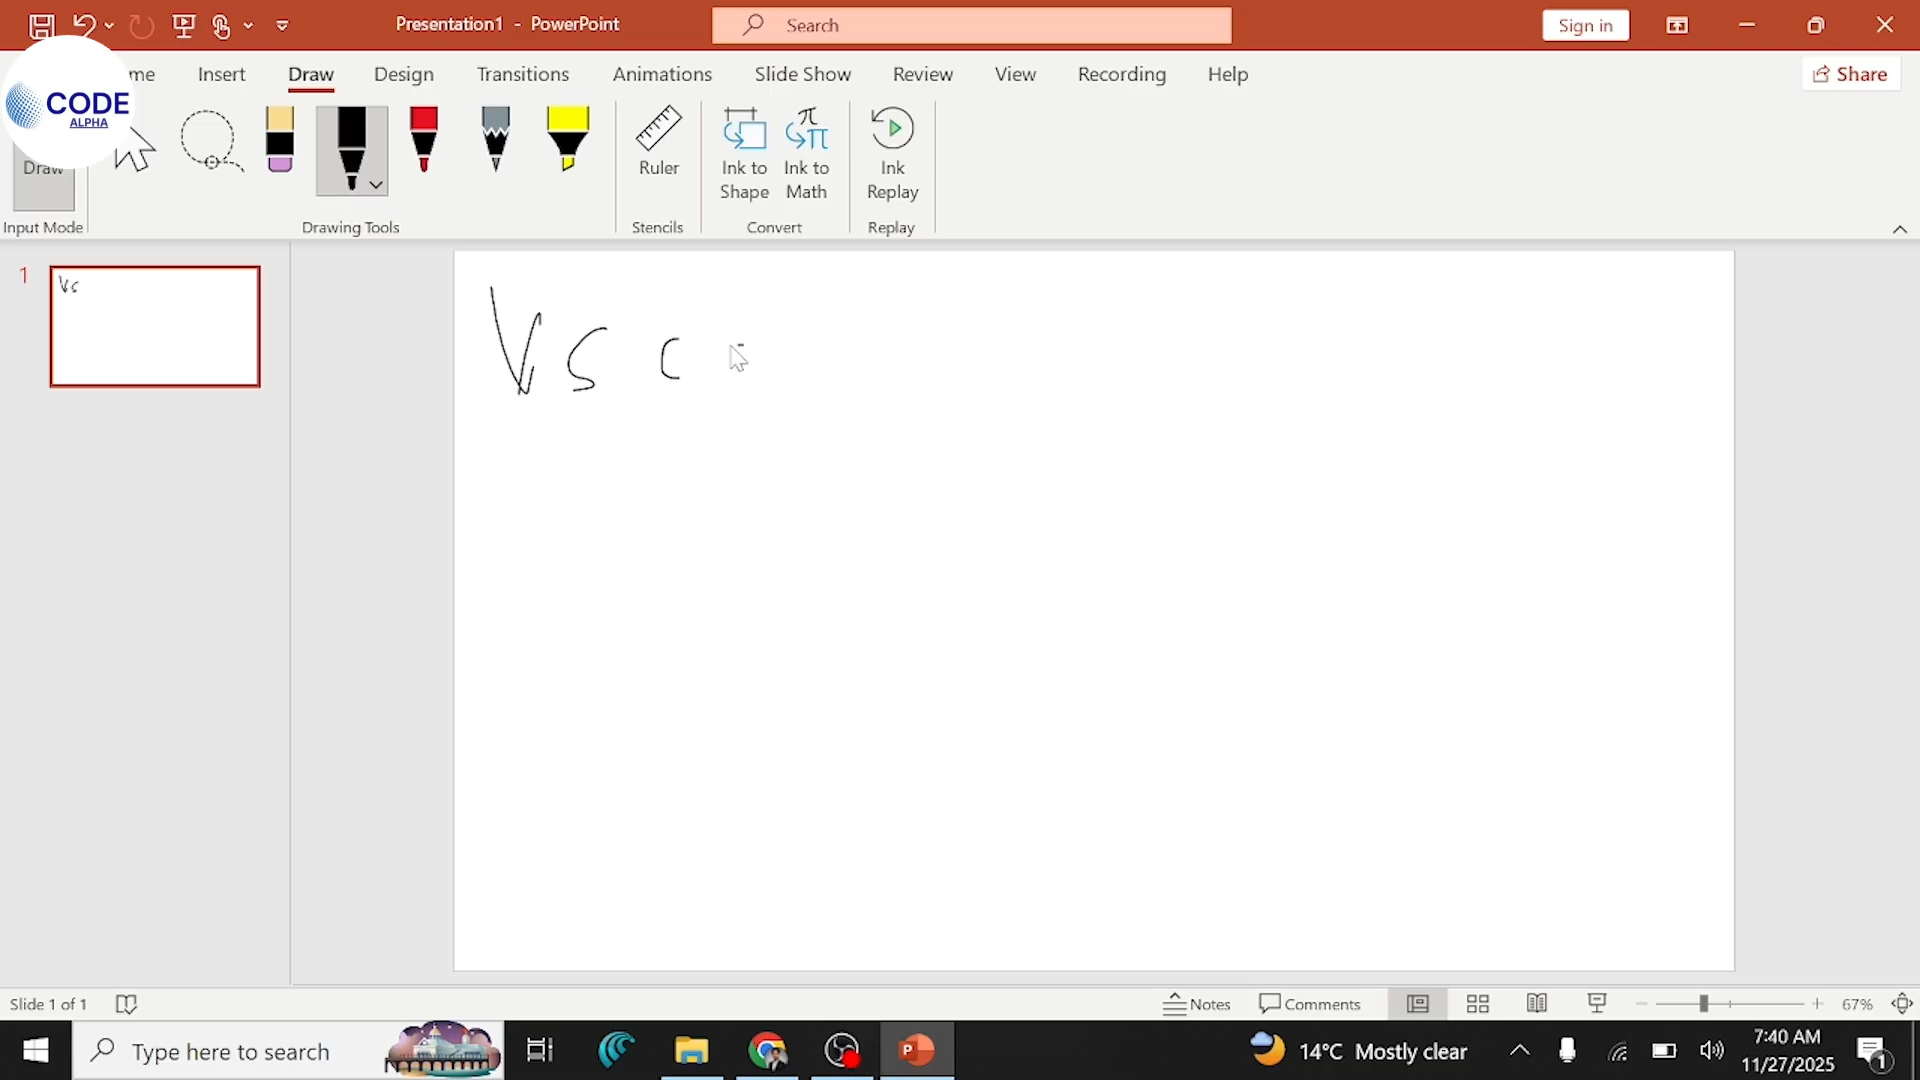 Presentation1 - PowerPoint
Search
Sign in
CODE
ALPHA
me
Insert
Draw
Design
Transitions
Animations
Slide Show
Review
View
Recording
Help
Share
Draw
Ruler
Ink to
Shape
Ink to
Math
Ink
Replay
Input Mode
Drawing Tools
Stencils
Convert
Replay
1
Vs
Vs c
Slide 1 of 1
Notes
Comments
67%
Type here to search
14°C Mostly clear
7:40 AM
11/27/2025
1